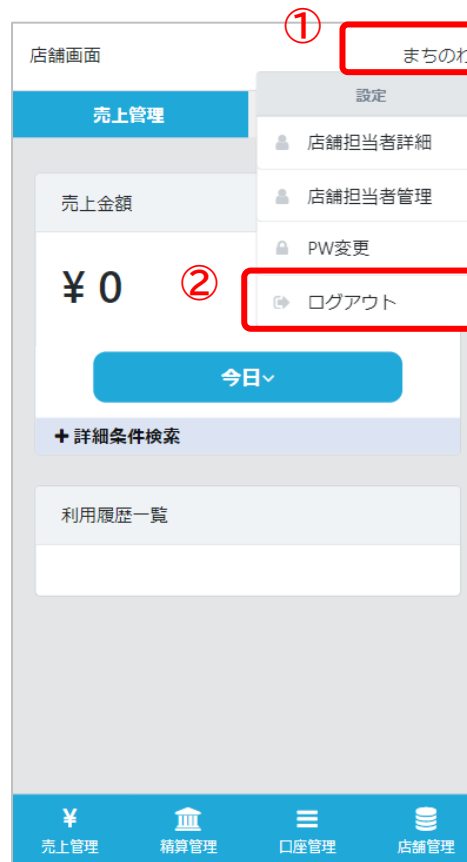 ①
店舗画面
まちのわ
設定
売上管理
店舗担当者詳細
店舗担当者管理
PW変更
②
ログアウト
売上金額
¥ 0
今日
+ 詳細条件検索
利用履歴一覧
¥
売上管理
精算管理
口座管理
店舗管理